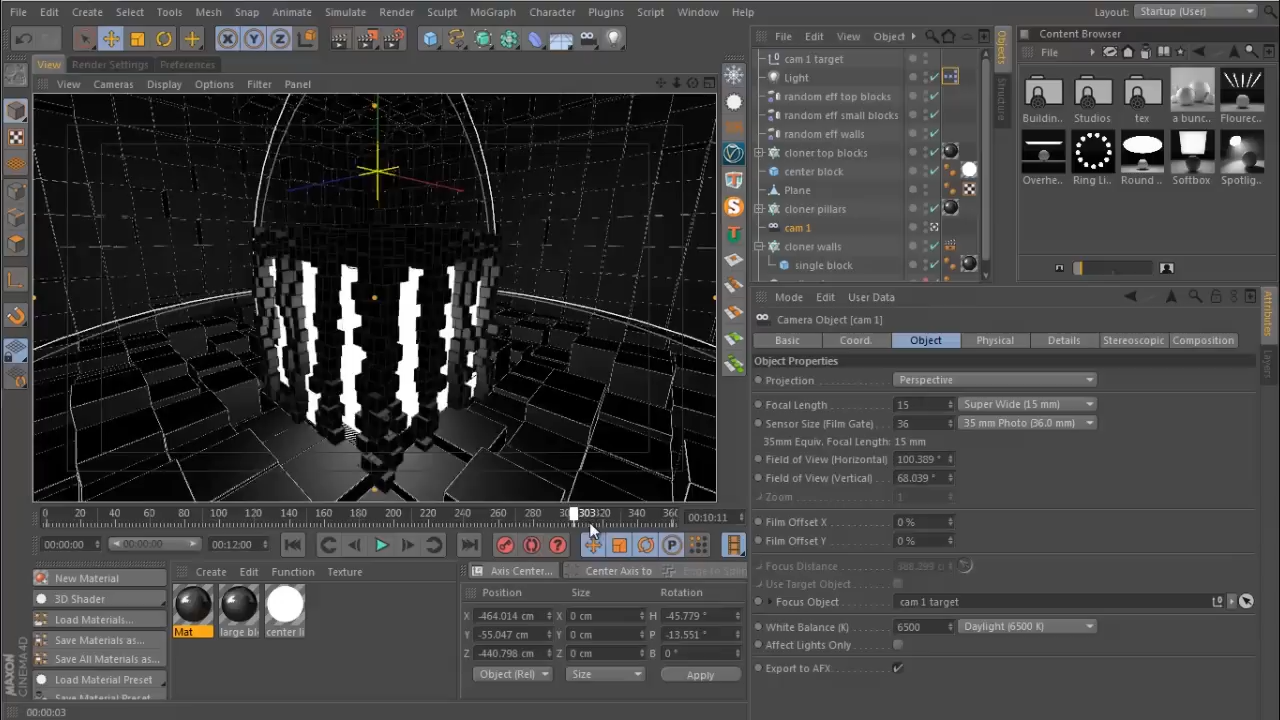 File Edit Create Select Tools Mesh Snap Animate Simulate Render Sculpt MoGraph Character Plugins Script Window Help
Layout: Startup (User)
View Render Settings Preferences
View Cameras Display Options Filter Panel
File Edit View Object
cam 1 target
Light
random eff top blocks
random eff small blocks
random eff walls
cloner top blocks
center block
Plane
cloner pillars
cam 1
cloner walls
single block
Objects
Structure
Content Browser
File
Buildin.. Studios tex a bunc.. Flourec..
Overhe.. Ring Li.. Round .. Softbox Spotlig..
Mode Edit User Data
Camera Object [cam 1]
Basic Coord. Object Physical Details Stereoscopic Composition
Object Properties
Projection Perspective
Focal Length 15 Super Wide (15 mm)
Sensor Size (Film Gate) 36 35 mm Photo (36.0 mm)
35mm Equiv. Focal Length: 15 mm
Field of View (Horizontal) 100.389 °
Field of View (Vertical) 68.039 °
Zoom 1
Film Offset X 0 %
Film Offset Y 0 %
Focus Distance
Use Target Object
Focus Object cam 1 target
White Balance (K) 6500 Daylight (6500 K)
Affect Lights Only
Export to AFX
Attributes
Layers
0 20 40 60 80 100 120 140 160 180 200 220 240 260 280 303 320 340 00:10:11
00:00:00 00:00:00 00:12:00
New Material
3D Shader
Load Materials...
Save Materials as...
Save All Materials as...
Load Material Preset
Save Material Preset
Create Edit Function Texture
Mat large bl center li
Axis Center... Center Axis to
Position Size Rotation
X -464.014 cm X 0 cm H -45.779 °
Y -55.047 cm Y 0 cm P -13.551 °
Z -440.798 cm Z 0 cm B 0 °
Object (Rel) Size Apply
MAXON CINEMA4D
00:00:03